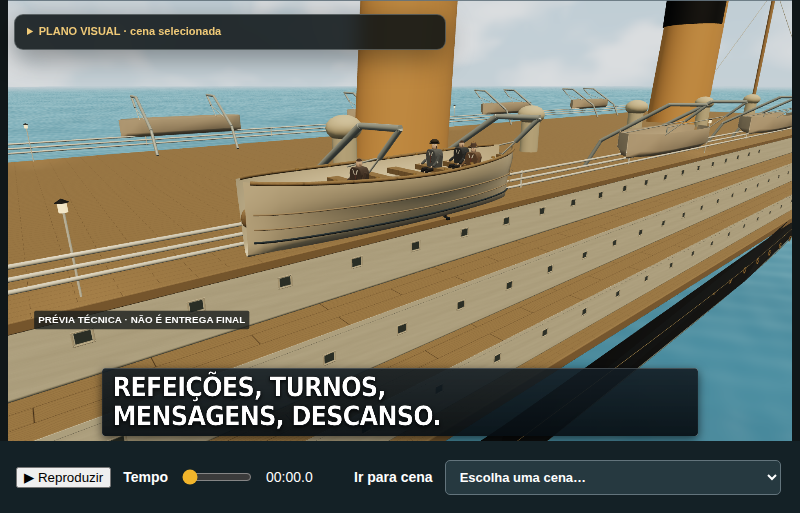 ▶ PLANO VISUAL · cena selecionada
PRÉVIA TÉCNICA · NÃO É ENTREGA FINAL
REFEIÇÕES, TURNOS,
MENSAGENS, DESCANSO.
▶ Reproduzir Tempo 00:00.0 Ir para cena Escolha uma cena…